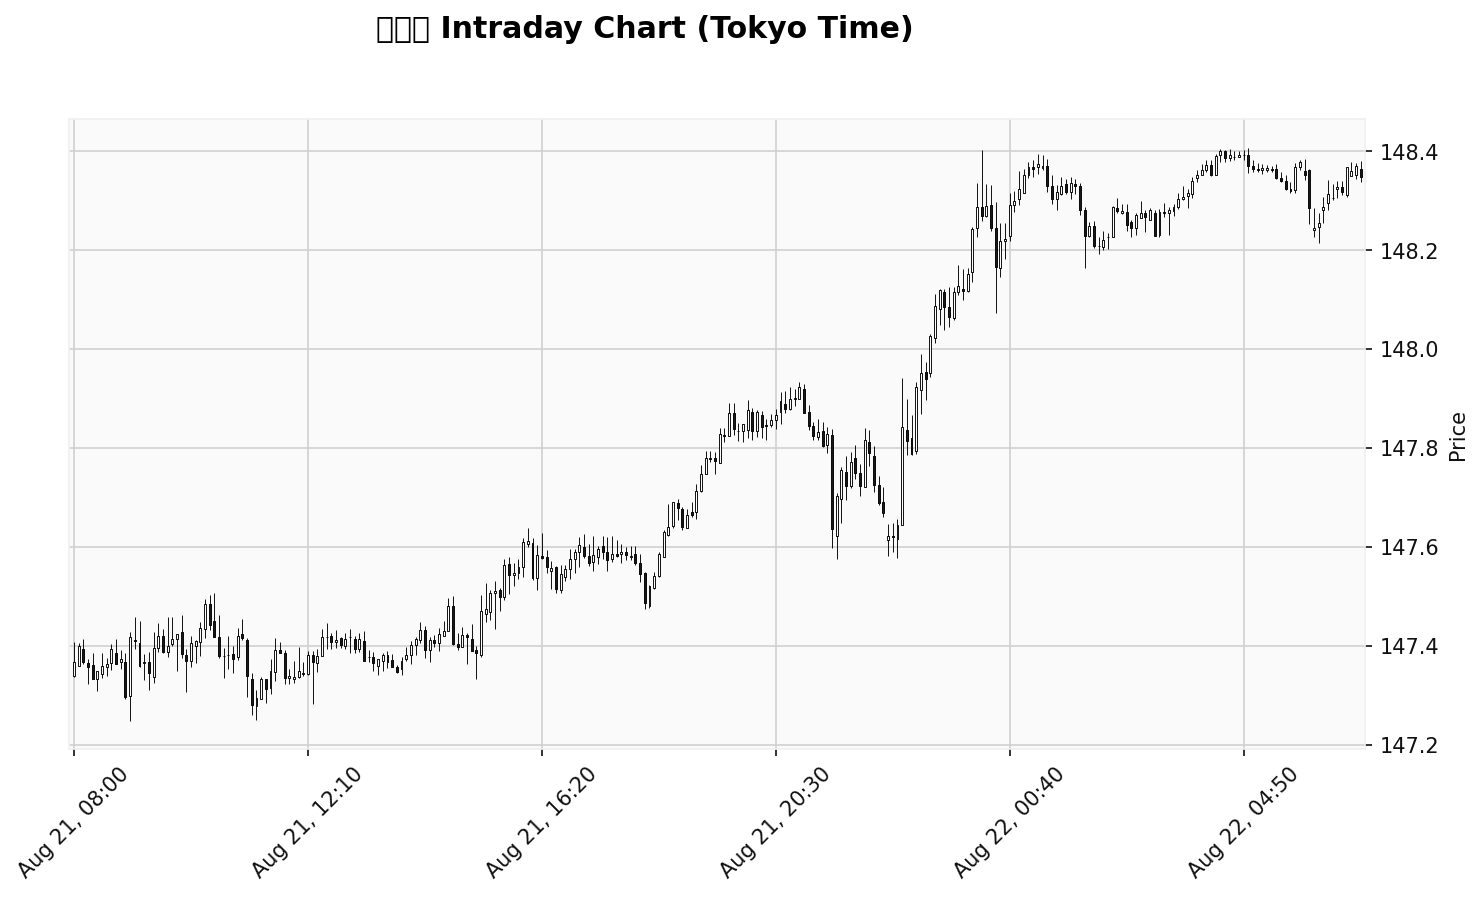 Intraday Chart (Tokyo Time)
148.4
148.2
148.0
147.8
147.6
147.4
147.2
Price
Aug 21, 08:00
Aug 21, 12:10
Aug 21, 16:20
Aug 21, 20:30
Aug 22, 00:40
Aug 22, 04:50